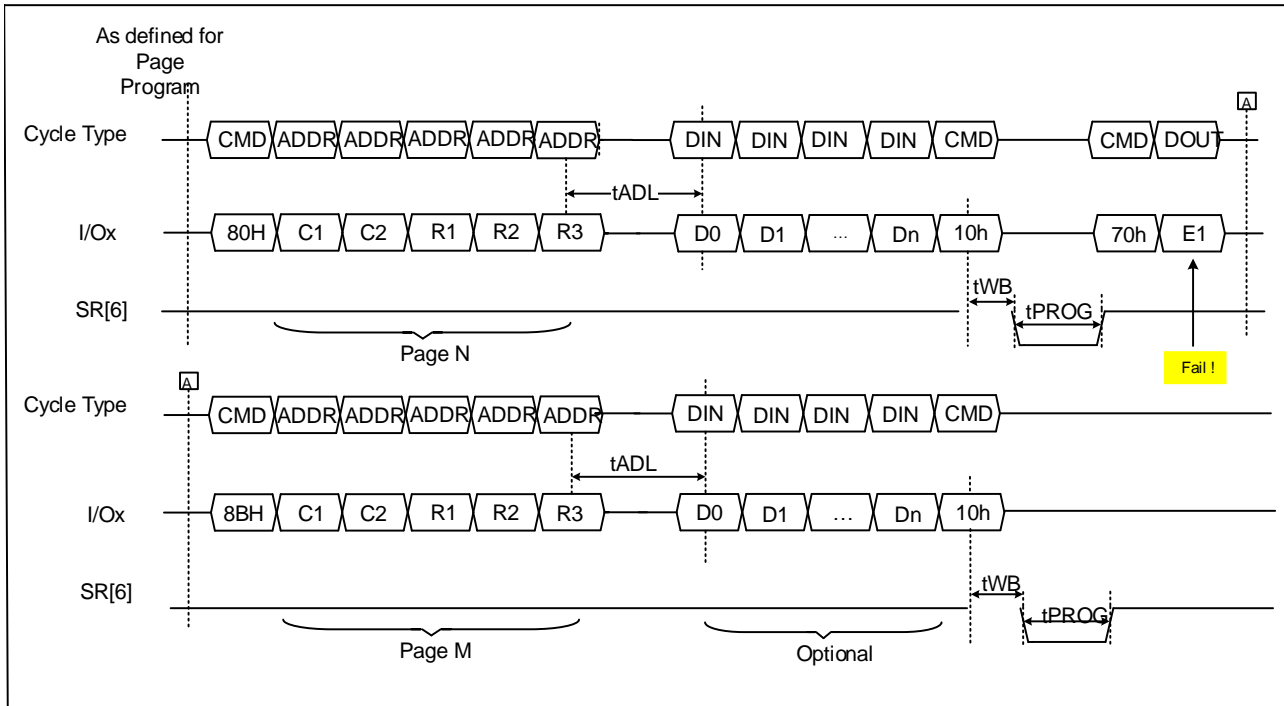 As defined for
Page
Program
A
Cycle Type CMD ADDR ADDR ADDR ADDR ADDR DIN DIN DIN DIN CMD CMD DOUT
tADL
I/Ox 80H C1 C2 R1 R2 R3 D0 D1 ... Dn 10h 70h E1
SR[6] tWB tPROG
Page N
Fail !
A
Cycle Type CMD ADDR ADDR ADDR ADDR ADDR DIN DIN DIN DIN CMD
tADL
I/Ox 8BH C1 C2 R1 R2 R3 D0 D1 ... Dn 10h
SR[6] tWB tPROG
Page M Optional